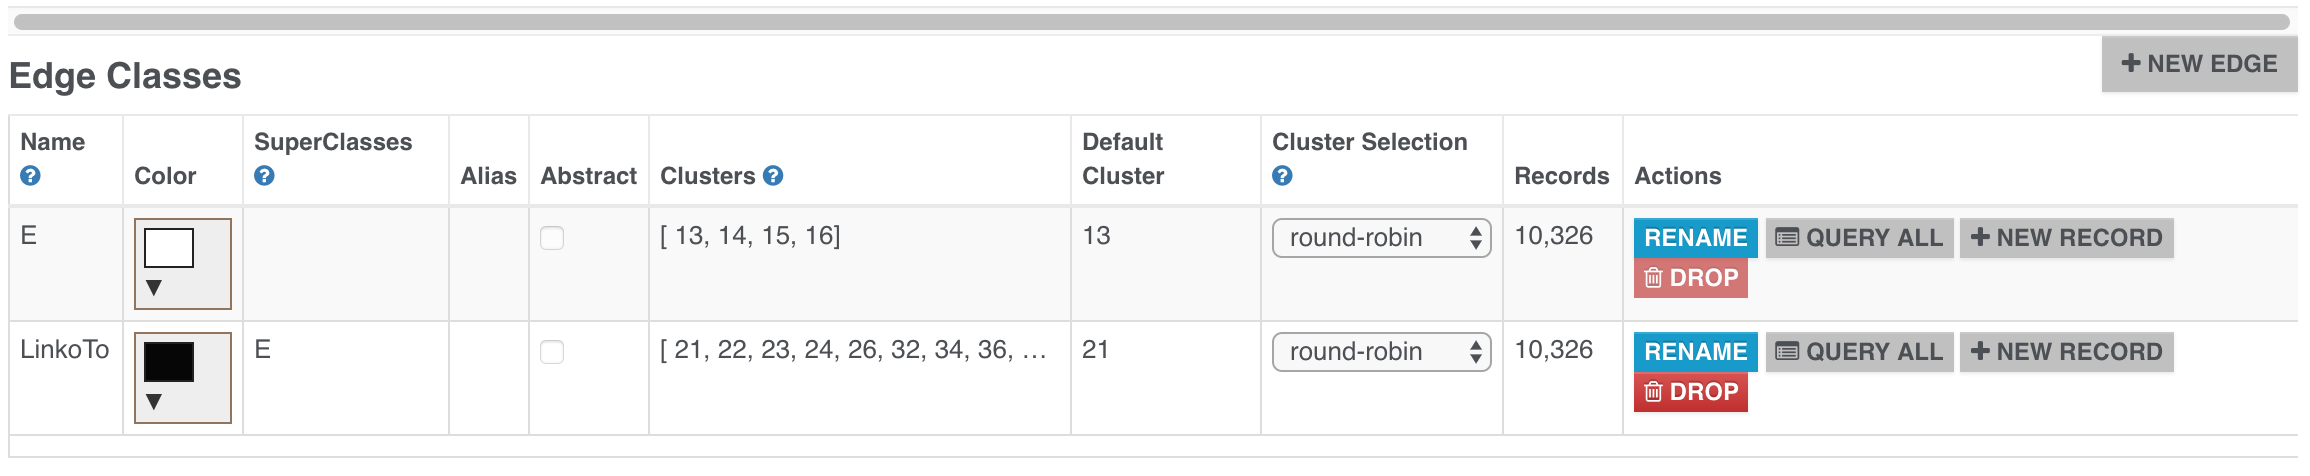 + NEW EDGE
Edge Classes
Name ? Color SuperClasses ? Alias Abstract Clusters ? Default Cluster Cluster Selection ? Records Actions
E ▼ [ 13, 14, 15, 16] 13 round-robin 10,326 RENAME QUERY ALL + NEW RECORD
DROP
LinkoTo ▼ E [ 21, 22, 23, 24, 26, 32, 34, 36, … 21 round-robin 10,326 RENAME QUERY ALL + NEW RECORD
DROP